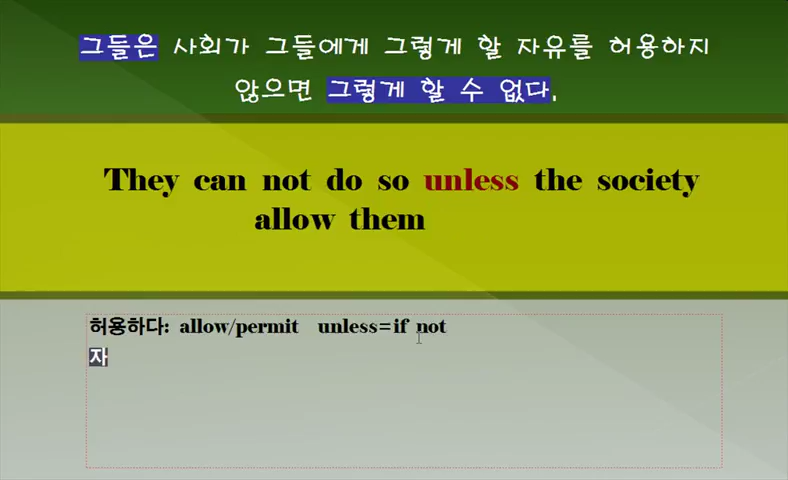 그들은 사회가 그들에게 그렇게 할 자유를 허용하지
않으면 그렇게 할 수 없다.
They can not do so unless the society
allow them
허용하다: allow/permit unless=if not
자